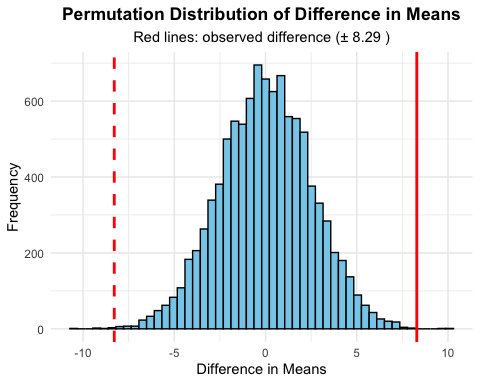 Permutation Distribution of Difference in Means
Red lines: observed difference (± 8.29 )
Frequency
600
400
200
0
-10 -5 0 5 10
Difference in Means